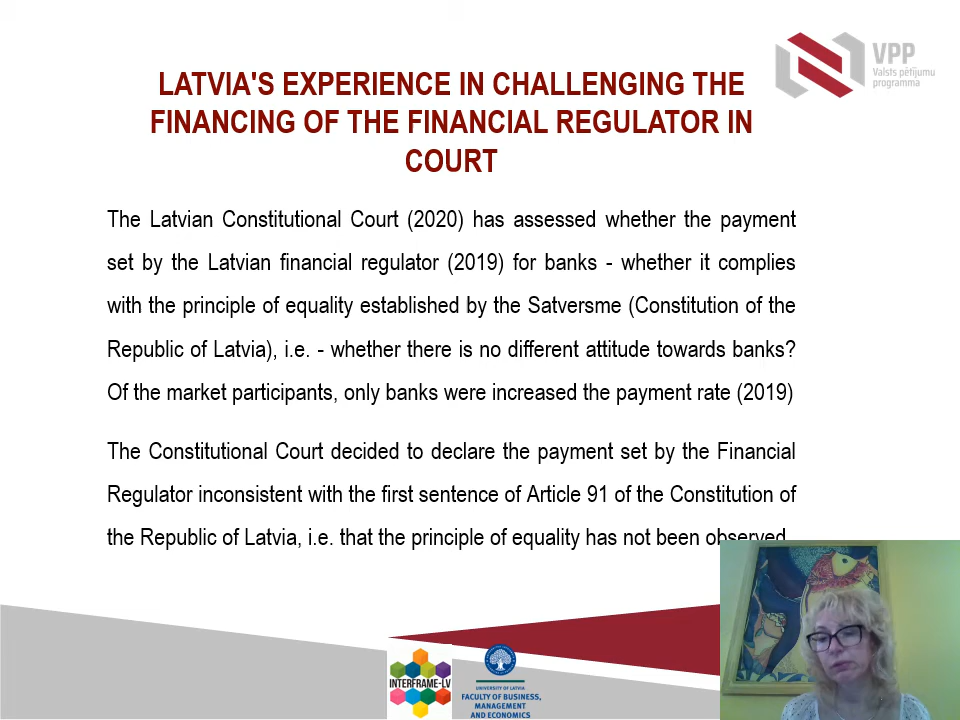 VPP
Valsts pētījumu
programma
LATVIA'S EXPERIENCE IN CHALLENGING THE
FINANCING OF THE FINANCIAL REGULATOR IN
COURT
The Latvian Constitutional Court (2020) has assessed whether the payment
set by the Latvian financial regulator (2019) for banks - whether it complies
with the principle of equality established by the Satversme (Constitution of the
Republic of Latvia), i.e. - whether there is no different attitude towards banks?
Of the market participants, only banks were increased the payment rate (2019)
The Constitutional Court decided to declare the payment set by the Financial
Regulator inconsistent with the first sentence of Article 91 of the Constitution of
the Republic of Latvia, i.e. that the principle of equality has not been observed
INTERFRAME-LV
UNIVERSITY OF LATVIA
FACULTY OF BUSINESS,
MANAGEMENT
AND ECONOMICS